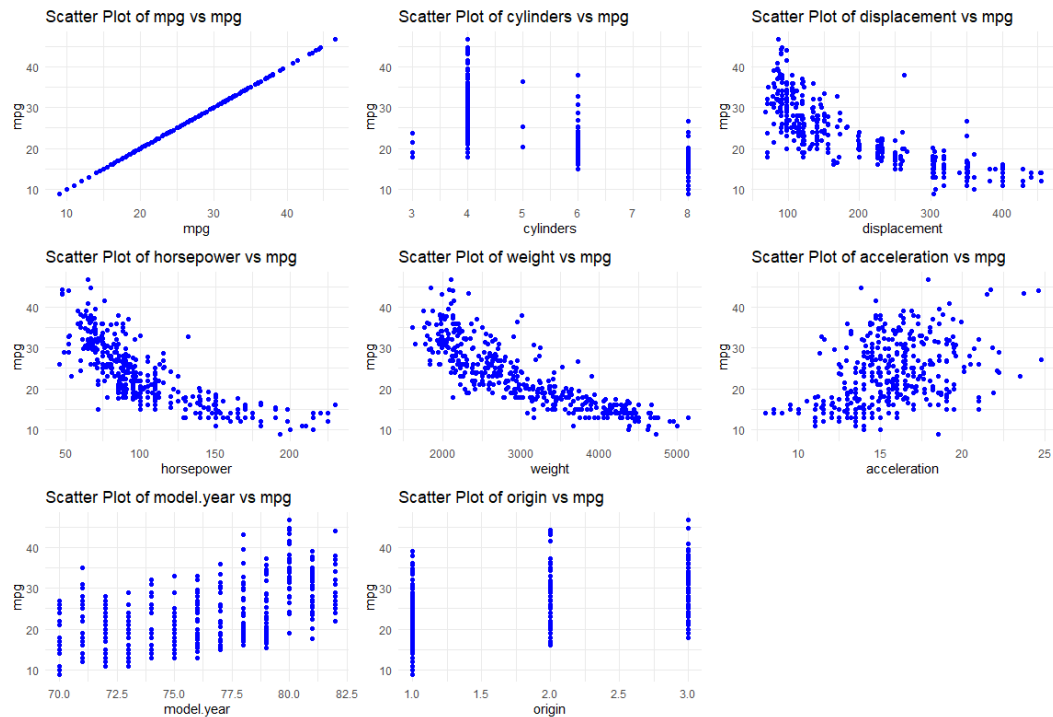 Scatter Plot of mpg vs mpg
mpg
40
30
20
10
10 20 30 40
mpg
Scatter Plot of cylinders vs mpg
mpg
40
30
20
10
3 4 5 6 7 8
cylinders
Scatter Plot of displacement vs mpg
mpg
40
30
20
10
100 200 300 400
displacement
Scatter Plot of horsepower vs mpg
mpg
40
30
20
10
50 100 150 200
horsepower
Scatter Plot of weight vs mpg
mpg
40
30
20
10
2000 3000 4000 5000
weight
Scatter Plot of acceleration vs mpg
mpg
40
30
20
10
10 15 20 25
acceleration
Scatter Plot of model.year vs mpg
mpg
40
30
20
10
70.0 72.5 75.0 77.5 80.0 82.5
model.year
Scatter Plot of origin vs mpg
mpg
40
30
20
10
1.0 1.5 2.0 2.5 3.0
origin